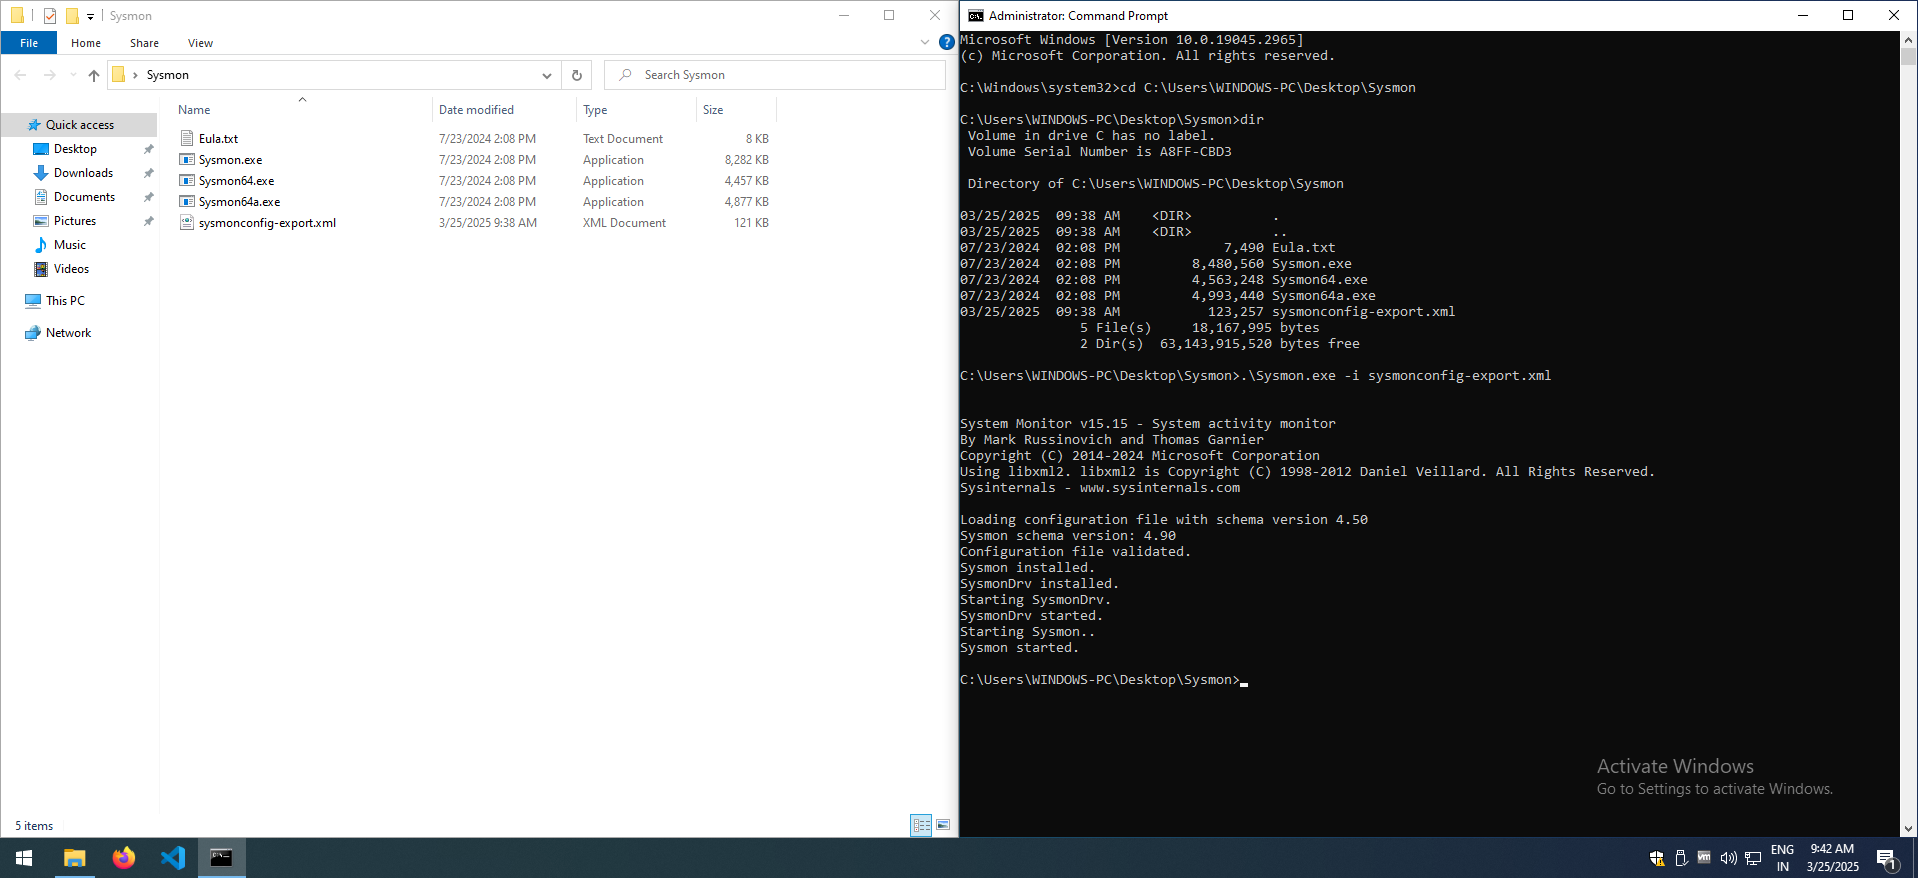 Sysmon
File Home Share View
Sysmon
Search Sysmon
Name Date modified Type Size
Quick access
Desktop
Downloads
Documents
Pictures
Music
Videos
This PC
Network
Eula.txt 7/23/2024 2:08 PM Text Document 8 KB
Sysmon.exe 7/23/2024 2:08 PM Application 8,282 KB
Sysmon64.exe 7/23/2024 2:08 PM Application 4,457 KB
Sysmon64a.exe 7/23/2024 2:08 PM Application 4,877 KB
sysmonconfig-export.xml 3/25/2025 9:38 AM XML Document 121 KB
5 items
Administrator: Command Prompt
Microsoft Windows [Version 10.0.19045.2965]
(c) Microsoft Corporation. All rights reserved.
C:\Windows\system32>cd C:\Users\WINDOWS-PC\Desktop\Sysmon
C:\Users\WINDOWS-PC\Desktop\Sysmon>dir
Volume in drive C has no label.
Volume Serial Number is A8FF-CBD3
Directory of C:\Users\WINDOWS-PC\Desktop\Sysmon
03/25/2025 09:38 AM <DIR> .
03/25/2025 09:38 AM <DIR> ..
07/23/2024 02:08 PM 7,490 Eula.txt
07/23/2024 02:08 PM 8,480,560 Sysmon.exe
07/23/2024 02:08 PM 4,563,248 Sysmon64.exe
07/23/2024 02:08 PM 4,993,440 Sysmon64a.exe
03/25/2025 09:38 AM 123,257 sysmonconfig-export.xml
5 File(s) 18,167,995 bytes
2 Dir(s) 63,143,915,520 bytes free
C:\Users\WINDOWS-PC\Desktop\Sysmon>.\Sysmon.exe -i sysmonconfig-export.xml
System Monitor v15.15 - System activity monitor
By Mark Russinovich and Thomas Garnier
Copyright (C) 2014-2024 Microsoft Corporation
Using libxml2. libxml2 is Copyright (C) 1998-2012 Daniel Veillard. All Rights Reserved.
Sysinternals - www.sysinternals.com
Loading configuration file with schema version 4.50
Sysmon schema version: 4.90
Configuration file validated.
Sysmon installed.
SysmonDrv installed.
Starting SysmonDrv.
SysmonDrv started.
Starting Sysmon..
Sysmon started.
C:\Users\WINDOWS-PC\Desktop\Sysmon>
Activate Windows
Go to Settings to activate Windows.
ENG
IN
9:42 AM
3/25/2025
1